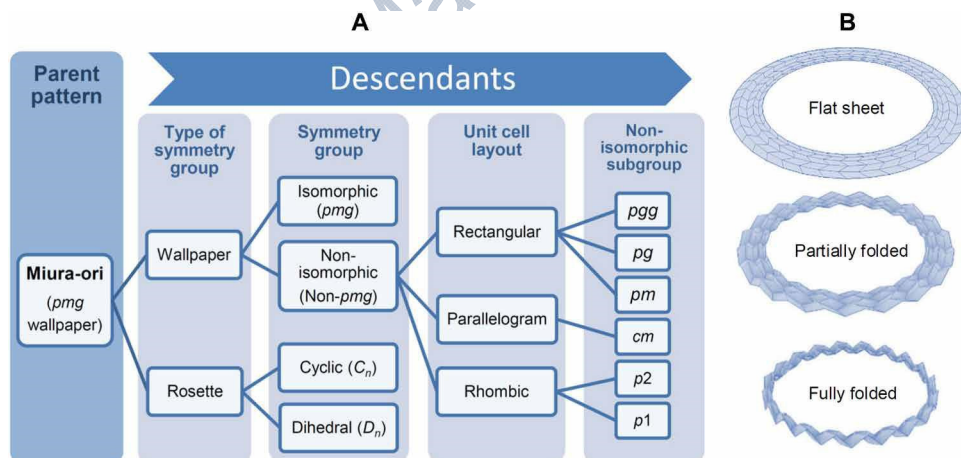 A
B
Parent
pattern
Descendants
Type of
symmetry
group
Symmetry
group
Unit cell
layout
Non-
isomorphic
subgroup
Miura-ori
(pmg
wallpaper)
Wallpaper
Rosette
Isomorphic
(pmg)
Non-
isomorphic
(Non-pmg)
Cyclic (Cn)
Dihedral (Dn)
Rectangular
Parallelogram
Rhombic
pgg
pg
pm
cm
p2
p1
Flat sheet
Partially folded
Fully folded